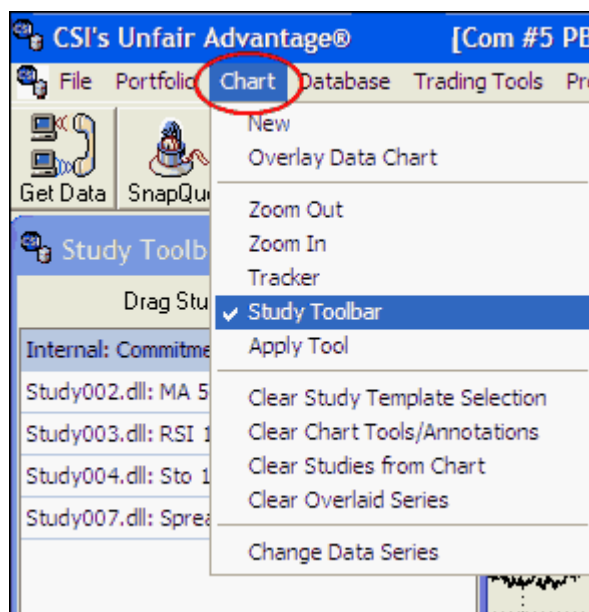 CSI's Unfair Advantage® [Com #5 PB
File Portfolio Chart Database Trading Tools
Get Data
New
Overlay Data Chart
Zoom Out
Zoom In
Tracker
Study Toolbar
Apply Tool
Clear Study Template Selection
Clear Chart Tools/Annotations
Clear Studies from Chart
Clear Overlaid Series
Change Data Series
Study Toolb
Drag Stu
Internal: Commitme
Study002.dll: MA 5
Study003.dll: RSI 1
Study004.dll: Sto 1
Study007.dll: Sprea